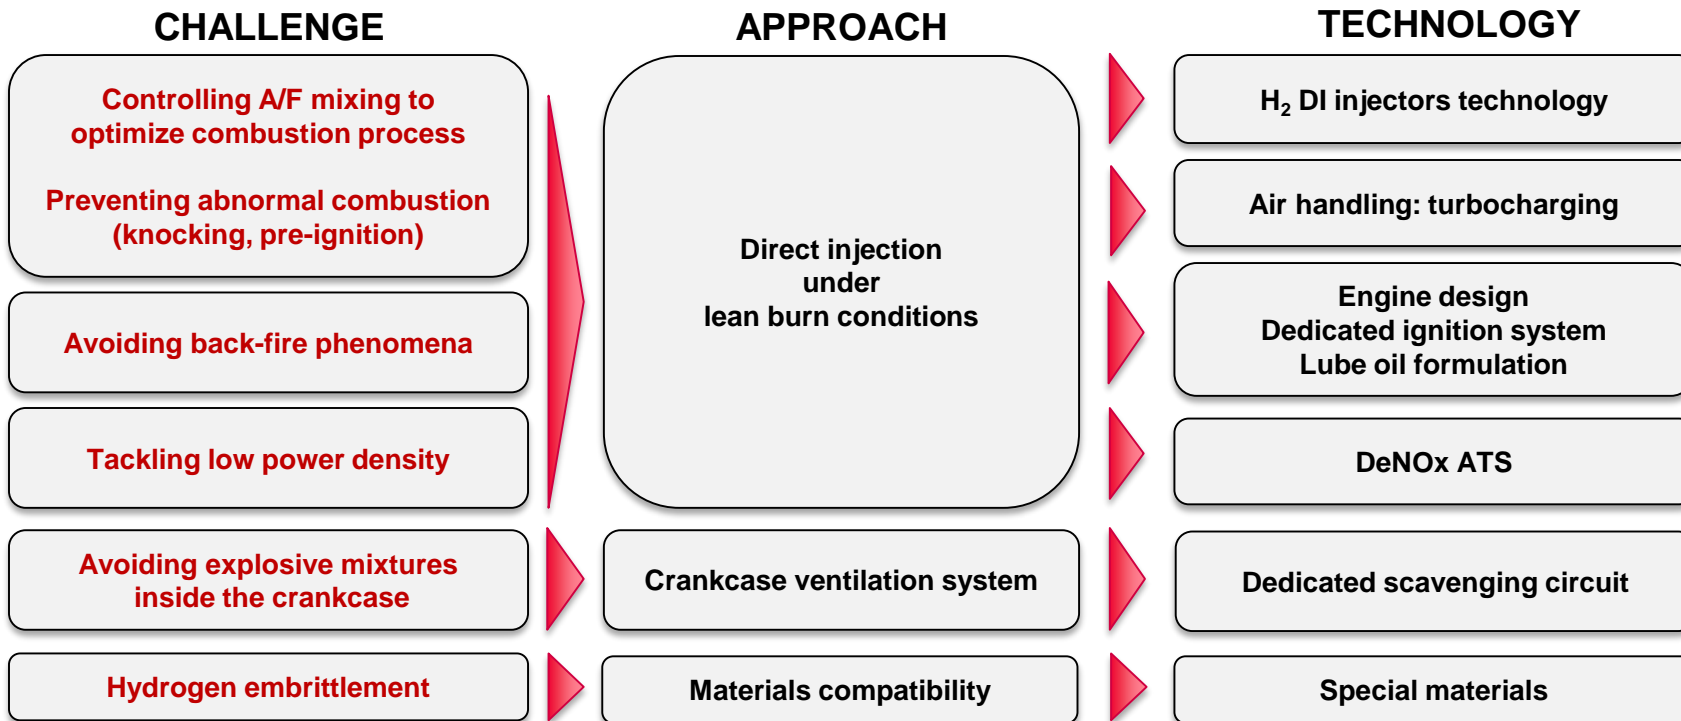 CHALLENGE
APPROACH
TECHNOLOGY
Controlling A/F mixing to
optimize combustion process
Preventing abnormal combustion
(knocking, pre-ignition)
Avoiding back-fire phenomena
Tackling low power density
Direct injection
under
lean burn conditions
H₂ DI injectors technology
Air handling: turbocharging
Engine design
Dedicated ignition system
Lube oil formulation
DeNOx ATS
Avoiding explosive mixtures
inside the crankcase
Crankcase ventilation system
Dedicated scavenging circuit
Hydrogen embrittlement
Materials compatibility
Special materials